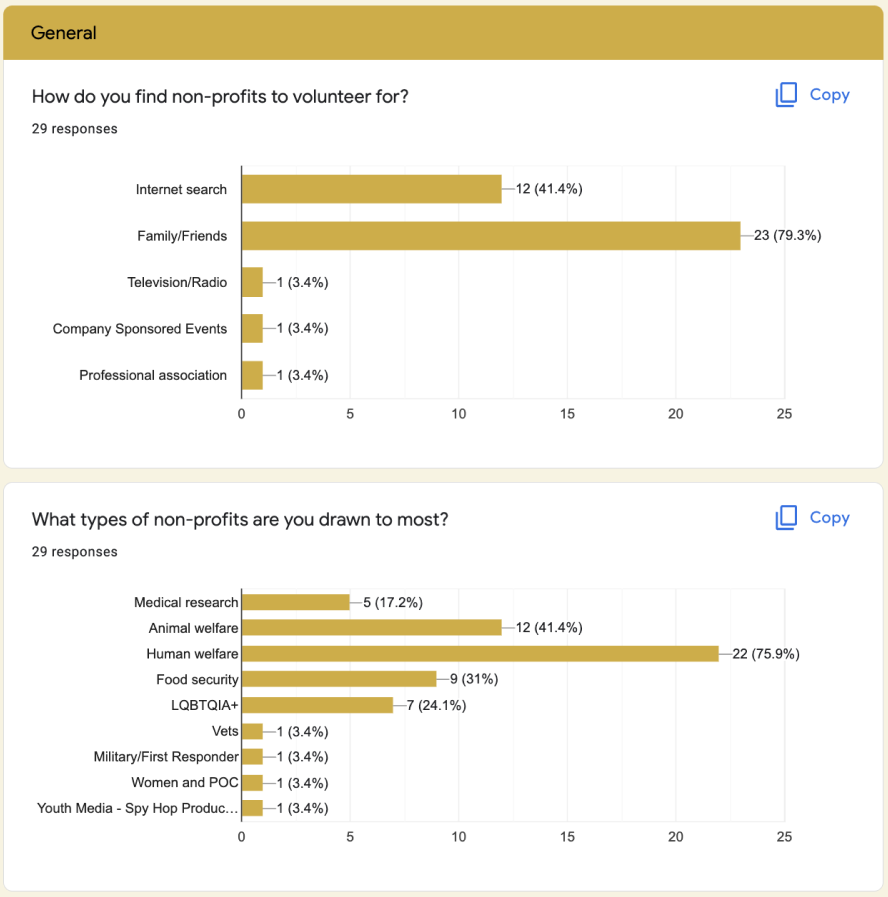 General
How do you find non-profits to volunteer for?
Copy
29 responses
Internet search
12 (41.4%)
Family/Friends
23 (79.3%)
Television/Radio
1 (3.4%)
Company Sponsored Events
1 (3.4%)
Professional association
1 (3.4%)
0 5 10 15 20 25
What types of non-profits are you drawn to most?
Copy
29 responses
Medical research
5 (17.2%)
Animal welfare
12 (41.4%)
Human welfare
22 (75.9%)
Food security
9 (31%)
LQBTQIA+
7 (24.1%)
Vets
1 (3.4%)
Military/First Responder
1 (3.4%)
Women and POC
1 (3.4%)
Youth Media - Spy Hop Produc...
1 (3.4%)
0 5 10 15 20 25